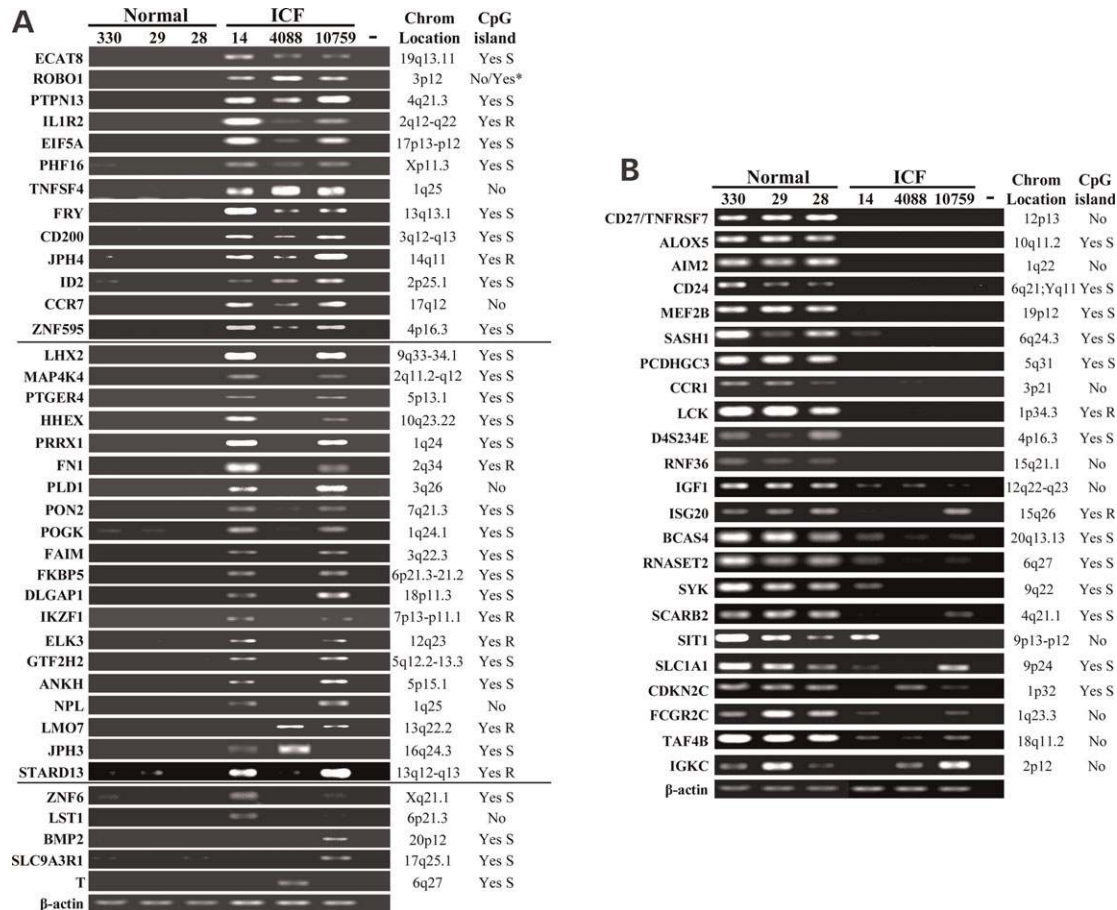 A
Normal ICF Chrom CpG
330 29 28 14 4088 10759 – Location island
ECAT8 19q13.11 Yes S
ROBO1 3p12 No/Yes*
PTPN13 4q21.3 Yes S
IL1R2 2q12-q22 Yes R
EIF5A 17p13-p12 Yes S
PHF16 Xp11.3 Yes S
TNFSF4 1q25 No
FRY 13q13.1 Yes S
CD200 3q12-q13 Yes S
JPH4 14q11 Yes R
ID2 2p25.1 Yes S
CCR7 17q12 No
ZNF595 4p16.3 Yes S
LHX2 9q33-34.1 Yes S
MAP4K4 2q11.2-q12 Yes S
PTGER4 5p13.1 Yes S
HHEX 10q23.22 Yes S
PRRX1 1q24 Yes S
FN1 2q34 Yes R
PLD1 3q26 No
PON2 7q21.3 Yes S
POGK 1q24.1 Yes S
FAIM 3q22.3 Yes S
FKBP5 6p21.3-21.2 Yes S
DLGAP1 18p11.3 Yes S
IKZF1 7p13-p11.1 Yes R
ELK3 12q23 Yes R
GTF2H2 5q12.2-13.3 Yes S
ANKH 5p15.1 Yes S
NPL 1q25 No
LMO7 13q22.2 Yes R
JPH3 16q24.3 Yes S
STARD13 13q12-q13 Yes R
ZNF6 Xq21.1 Yes S
LST1 6p21.3 No
BMP2 20p12 Yes S
SLC9A3R1 17q25.1 Yes S
T 6q27 Yes S
β-actin
B
Normal ICF Chrom CpG
330 29 28 14 4088 10759 – Location island
CD27/TNFRSF7 12p13 No
ALOX5 10q11.2 Yes S
AIM2 1q22 No
CD24 6q21;Yq11 Yes S
MEF2B 19p12 Yes S
SASH1 6q24.3 Yes S
PCDHGC3 5q31 Yes S
CCR1 3p21 No
LCK 1p34.3 Yes R
D4S234E 4p16.3 Yes S
RNF36 15q21.1 No
IGF1 12q22-q23 No
ISG20 15q26 Yes R
BCAS4 20q13.13 Yes S
RNASET2 6q27 Yes S
SYK 9q22 Yes S
SCARB2 4q21.1 Yes S
SIT1 9p13-p12 No
SLC1A1 9p24 Yes S
CDKN2C 1p32 Yes S
FCGR2C 1q23.3 No
TAF4B 18q11.2 No
IGKC 2p12 No
β-actin